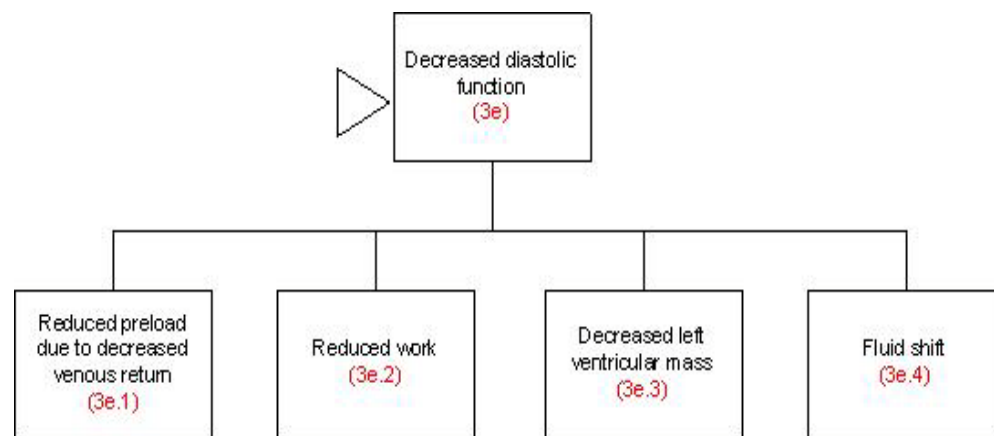 Decreased diastolic
function
(3e)
Reduced preload
due to decreased
venous return
(3e.1)
Reduced work
(3e.2)
Decreased left
ventricular mass
(3e.3)
Fluid shift
(3e.4)